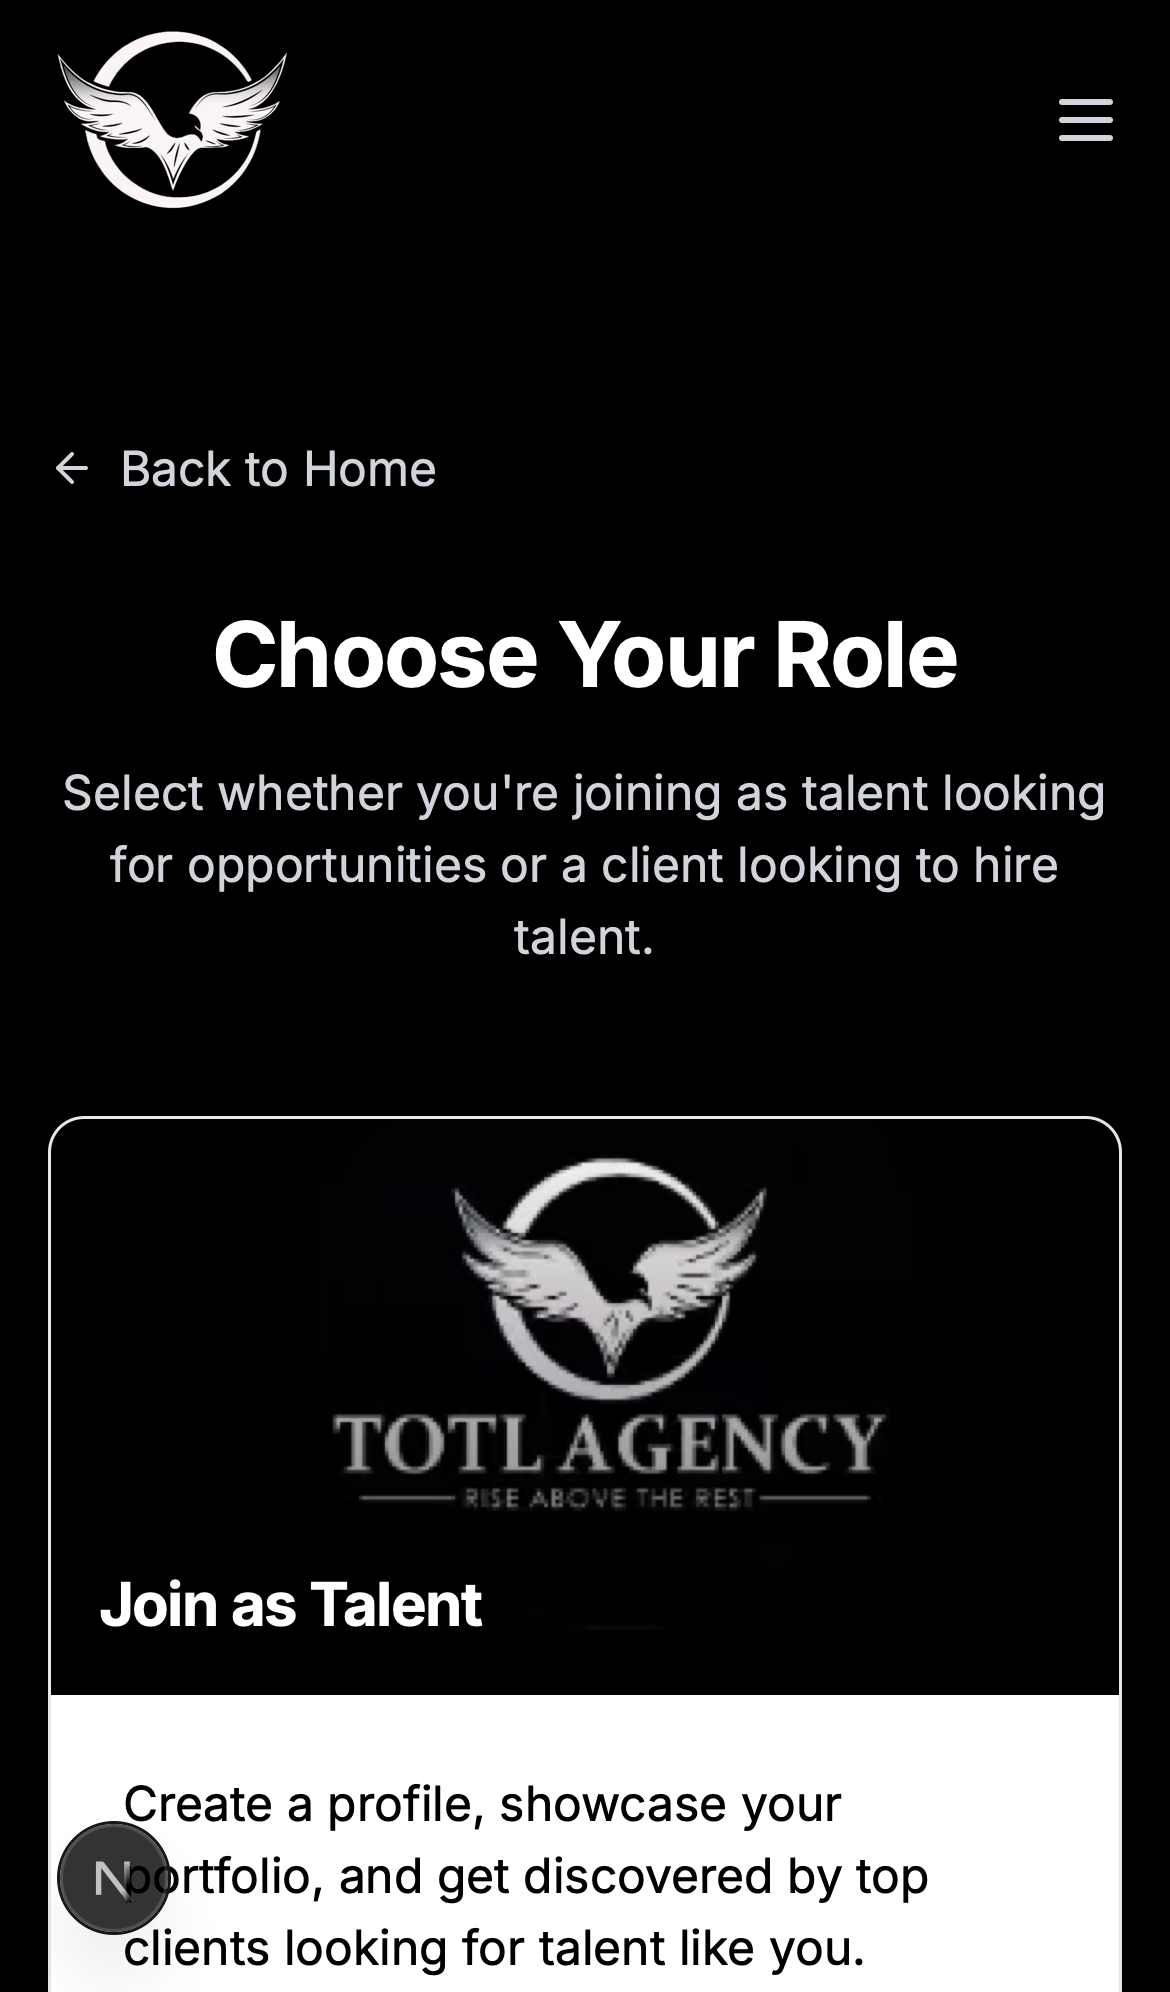 Back to Home
Choose Your Role
Select whether you're joining as talent looking
for opportunities or a client looking to hire
talent.
TOTL AGENCY
RISE ABOVE THE REST
Join as Talent
Create a profile, showcase your
portfolio, and get discovered by top
clients looking for talent like you.
N